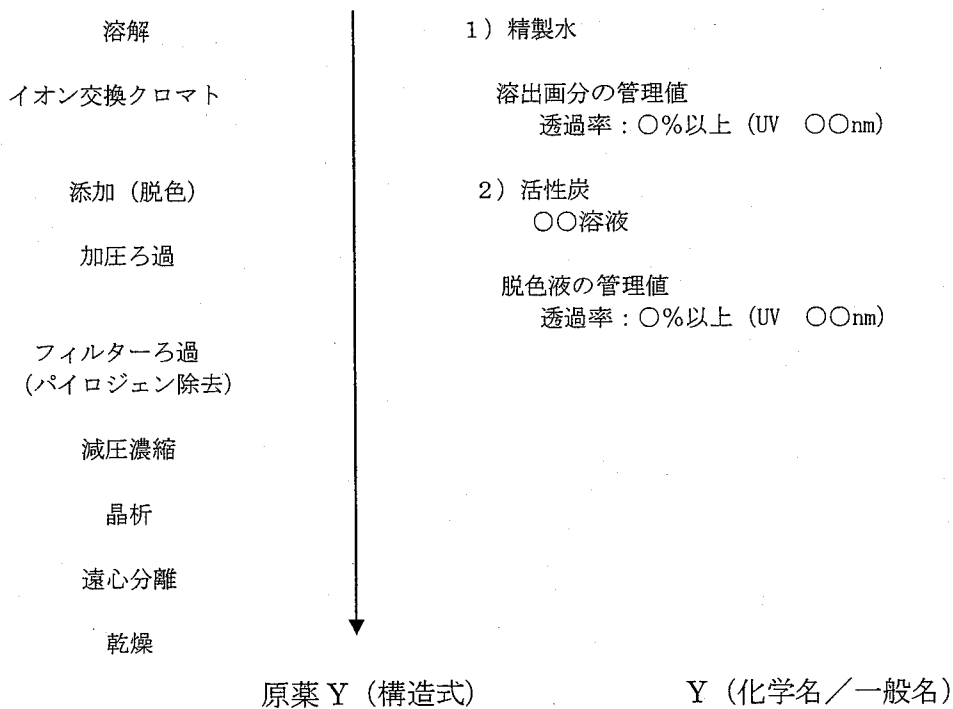 溶解 1）精製水
イオン交換クロマト 溶出画分の管理値
透過率：○％以上（UV ○○nm）
添加（脱色） 2）活性炭
○○溶液
加圧ろ過
脱色液の管理値
透過率：○％以上（UV ○○nm）
フィルターろ過
（パイロジェン除去）
減圧濃縮
晶析
遠心分離
乾燥
原薬Y（構造式） Y（化学名／一般名）